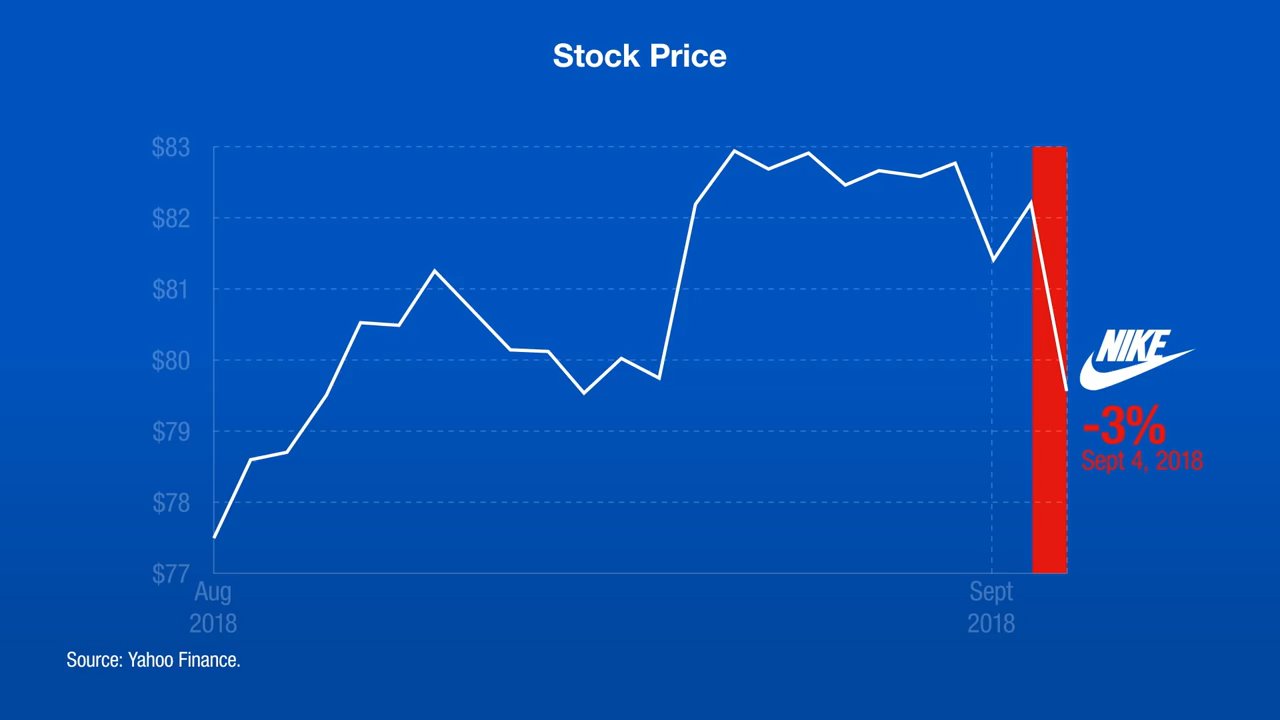 Stock Price
$83
$82
$81
$80
$79
$78
$77
NIKE
-3%
Sept 4, 2018
Aug
2018
Sept
2018
Source: Yahoo Finance.